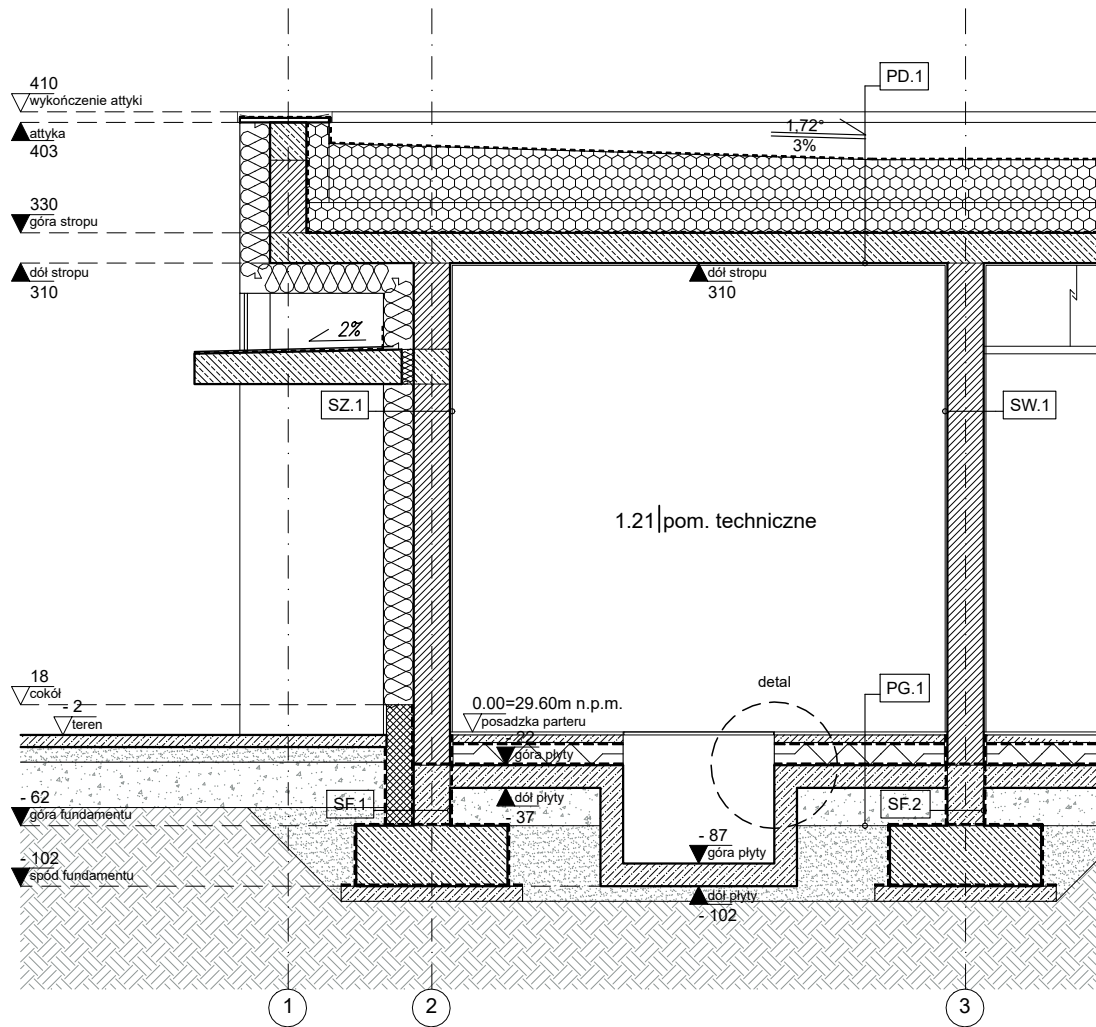 PD.1
410
wykończenie attyki
attyka
403
1,72°
3%
330
góra stropu
dół stropu
310
dół stropu
310
2%
SZ.1
SW.1
1.21 pom. techniczne
18
cokół
- 2
teren
0.00=29.60m n.p.m.
posadzka parteru
detal
PG.1
- 22
góra płyty
dół płyty
- 37
- 62
góra fundamentu
SF.1
SF.2
- 87
góra płyty
- 102
spód fundamentu
dół płyty
- 102
1
2
3